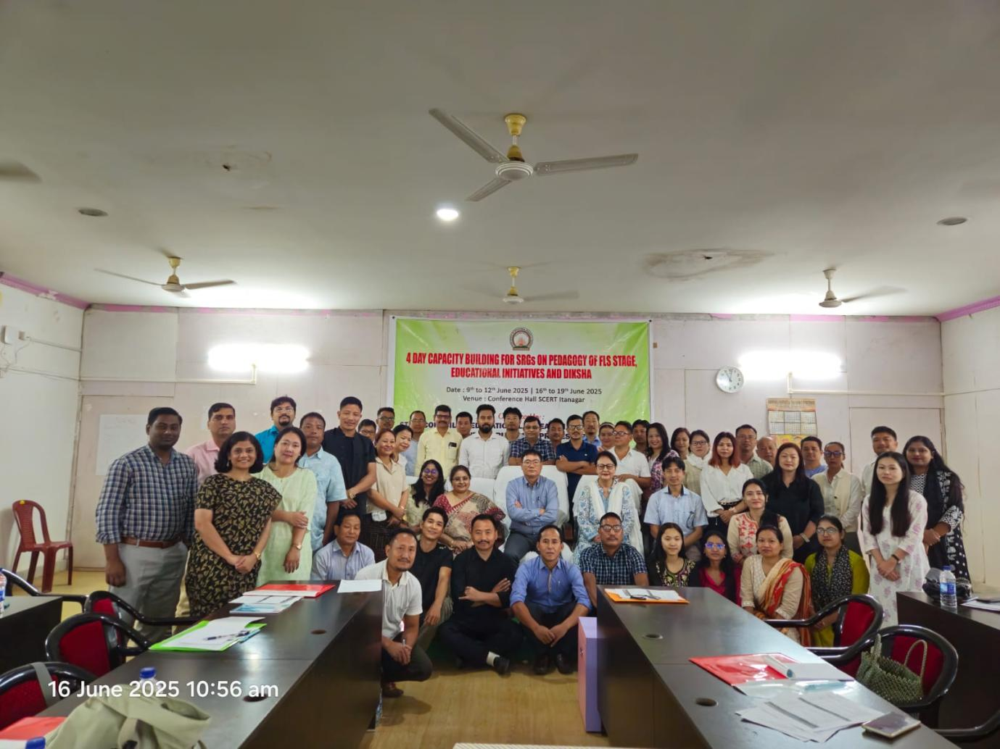 4 DAY CAPACITY BUILDING FOR SRGs ON PEDAGOGY OF FLS STAGE,
EDUCATIONAL INITIATIVES AND DIKSHA
Date : 9th to 12th June 2025 | 16th to 19th June 2025
Venue : Conference Hall SCERT Itanagar
16 June 2025 10:56 am